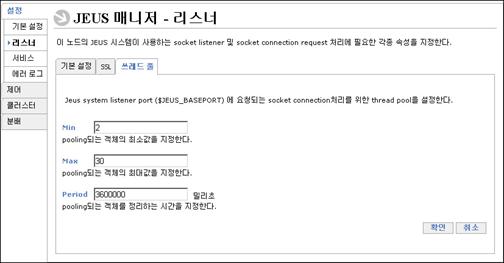 설정
기본 설정
리스너
서비스
에러 로그
제어
클러스터
분배
JEUS 매니저 - 리스너
이 노드의 JEUS 시스템이 사용하는 socket listener 및 socket connection request 처리에 필요한 각종 속성을 지정한다.
기본 설정 SSL 쓰레드 풀
Jeus system listener port ($JEUS_BASEPORT) 에 요청되는 socket connection처리를 위한 thread pool을 설정한다.
Min 2
pooling되는 객체의 최소값을 지정한다.
Max 30
pooling되는 객체의 최대값을 지정한다.
Period 3600000 밀리초
pooling되는 객체를 정리하는 시간을 지정한다.
확인 취소